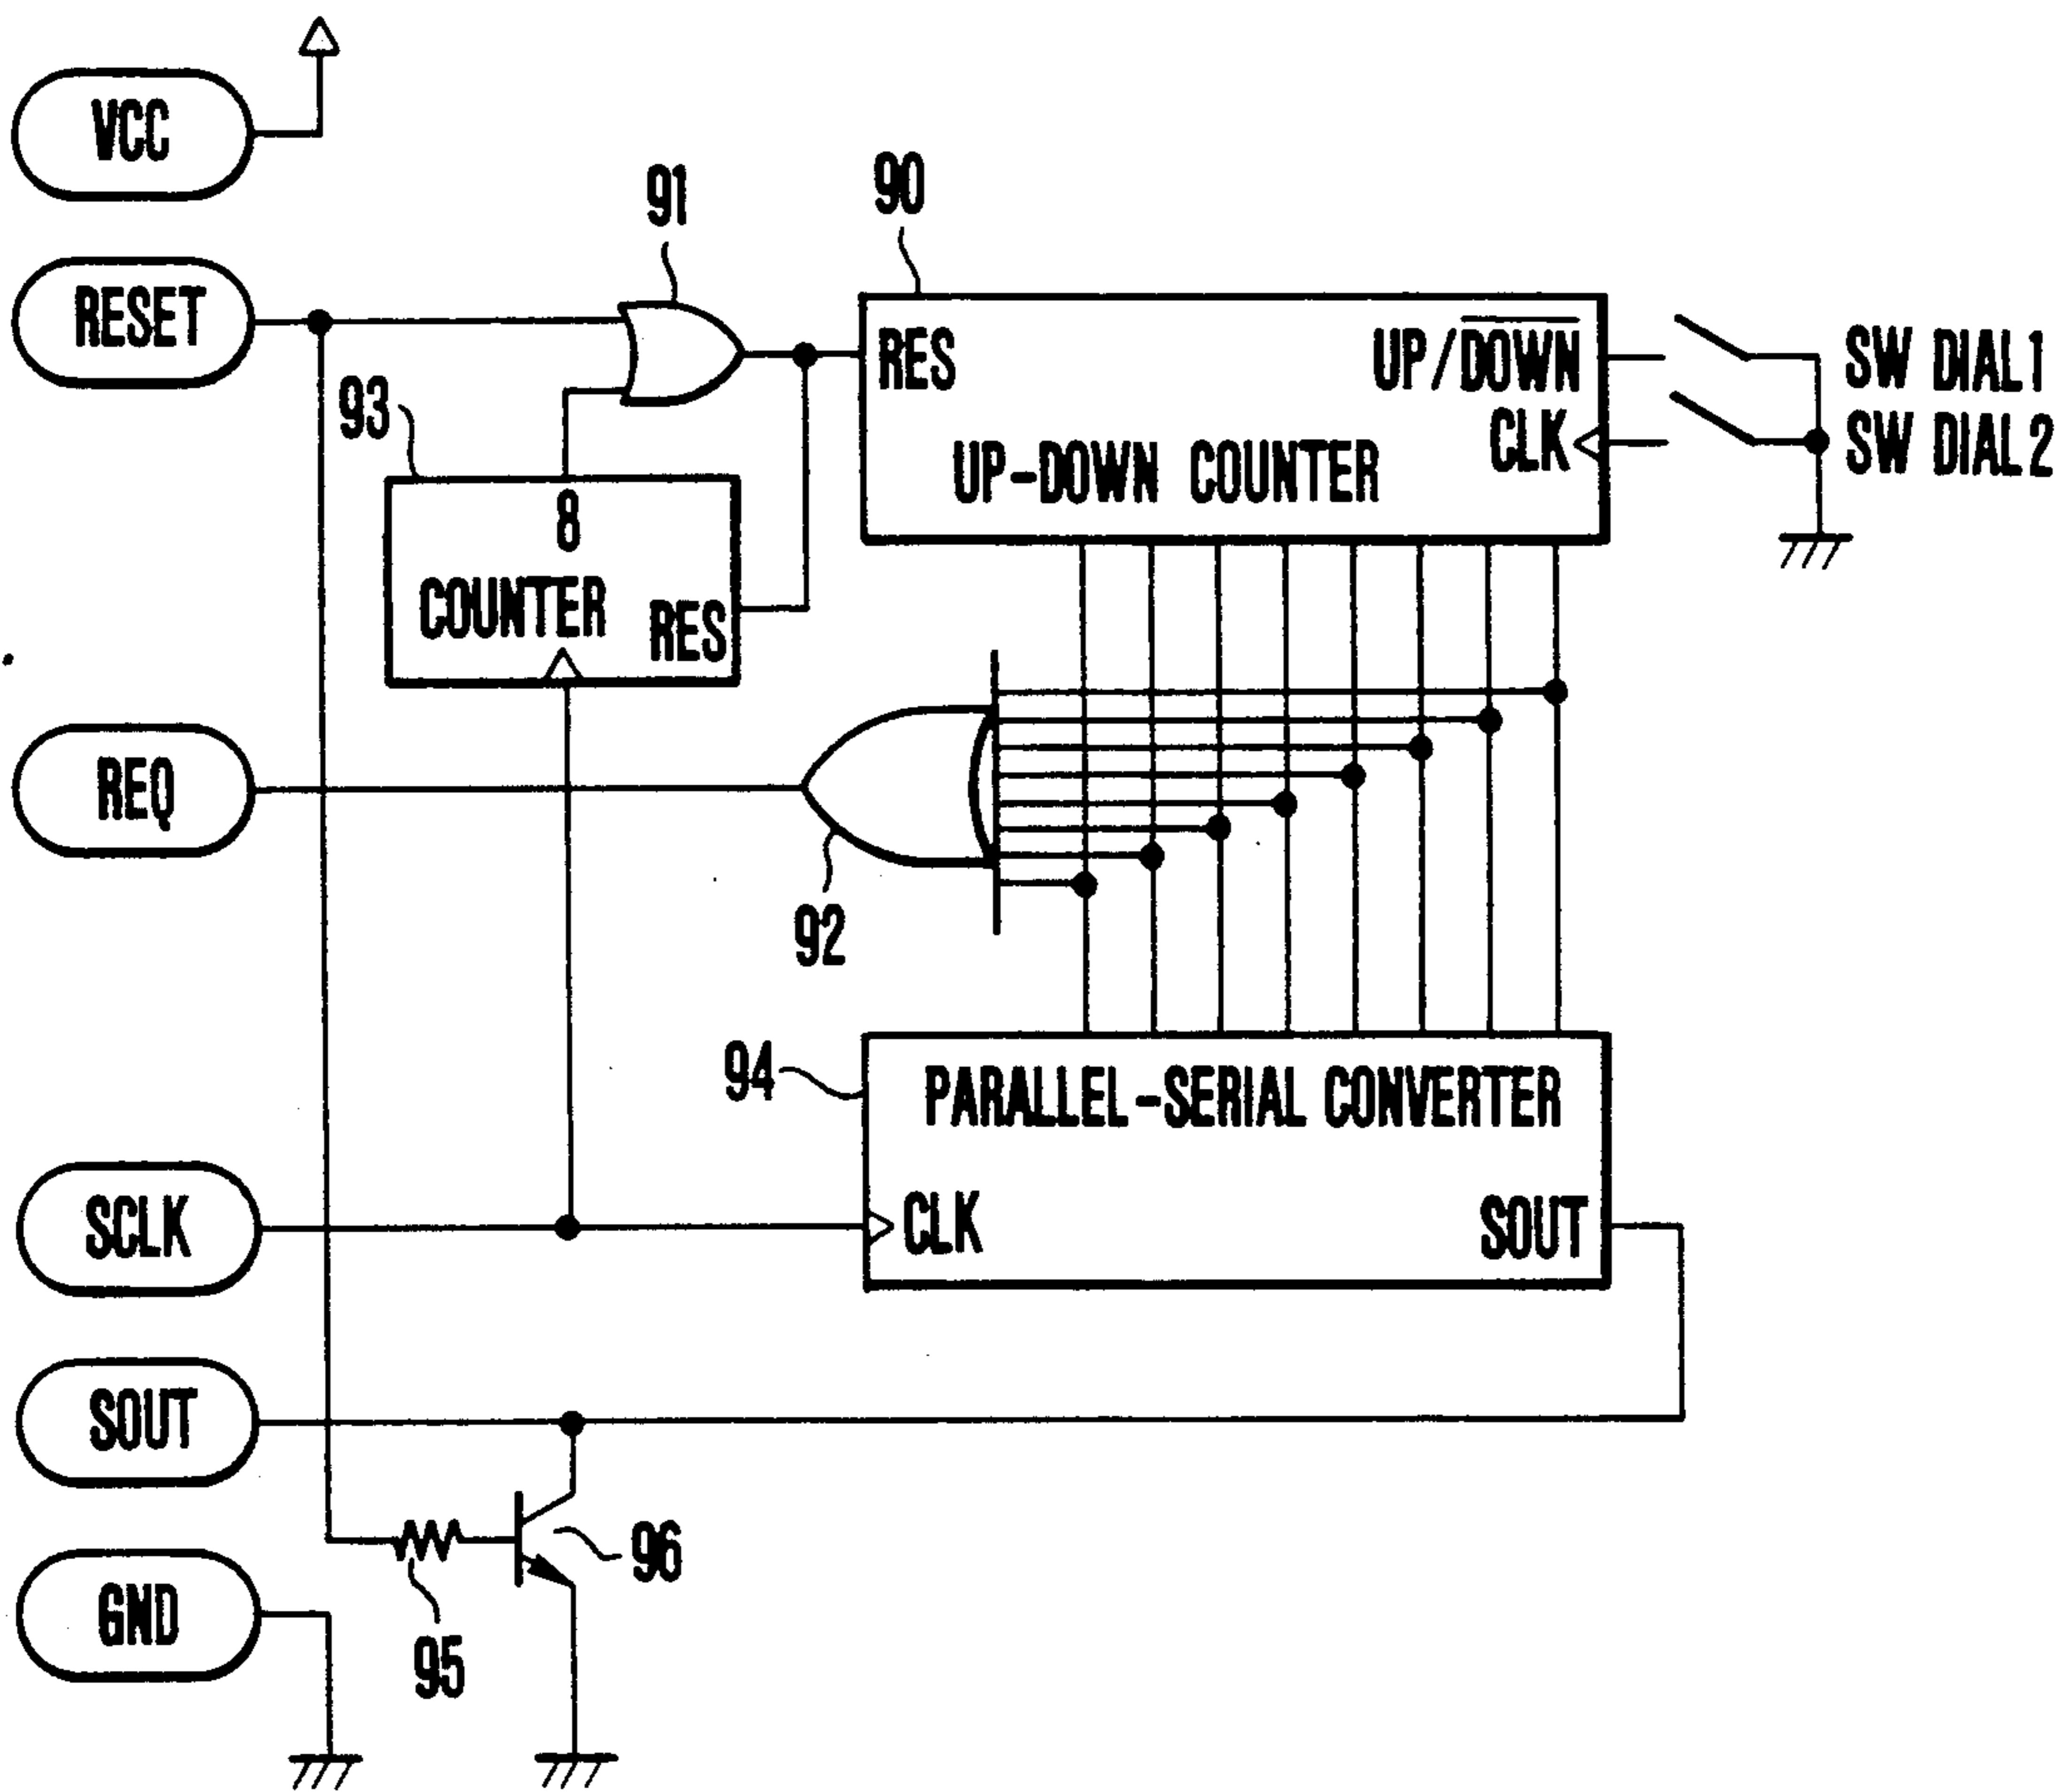 VCC
91
90
RESET
RES
UP/DOWN
SW DIAL1
93
CLK
SW DIAL2
UP-DOWN COUNTER
8
COUNTER
RES
REQ
92
94
PARALLEL-SERIAL CONVERTER
SCLK
CLK
SOUT
SOUT
96
GND
95